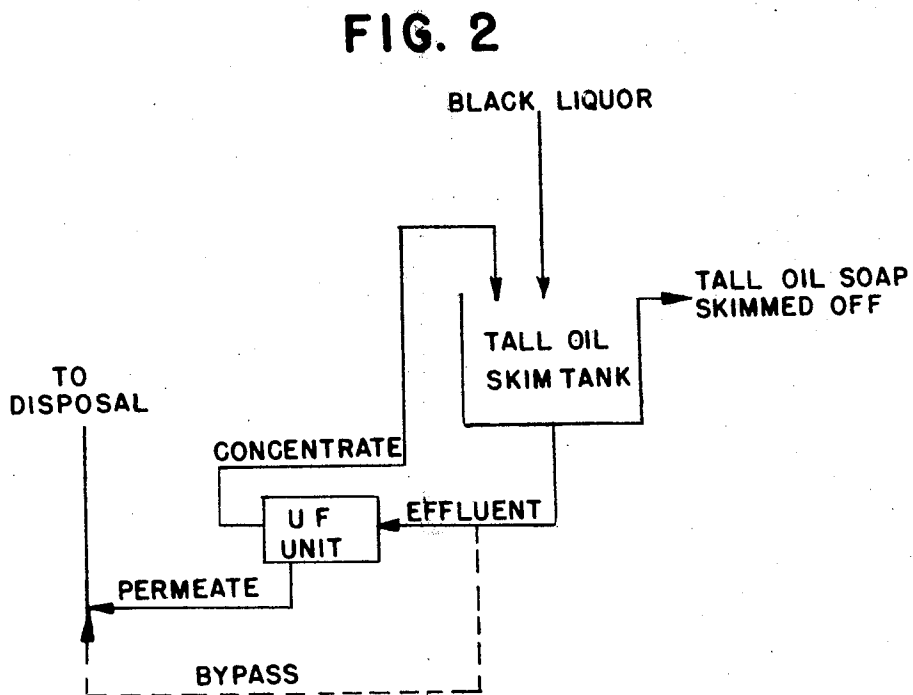 FIG. 2
BLACK LIQUOR
TALL OIL SOAP
SKIMMED OFF
TALL OIL
SKIM TANK
TO
DISPOSAL
CONCENTRATE
EFFLUENT
U F
UNIT
PERMEATE
BYPASS